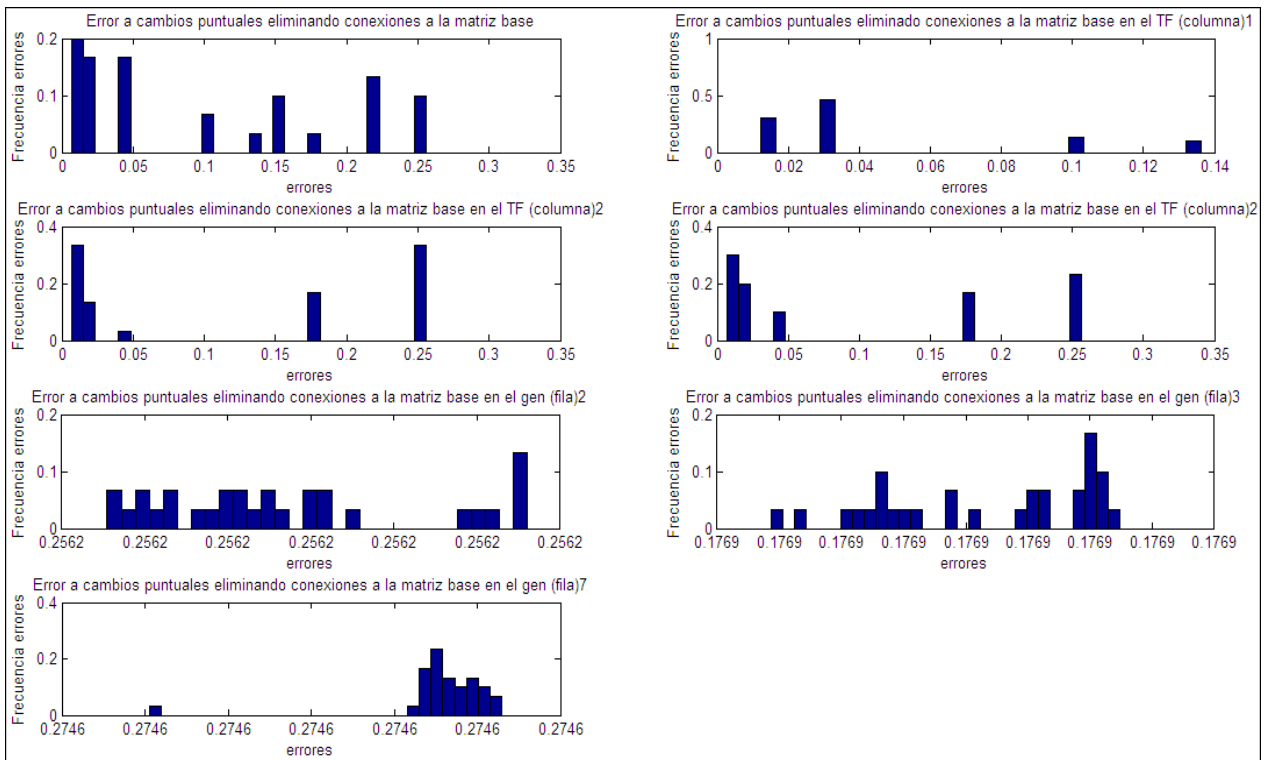 Error a cambios puntuales eliminando conexiones a la matriz base
Frecuencia errores
0.2
0.1
0
0 0.05 0.1 0.15 0.2 0.25 0.3 0.35
errores
Error a cambios puntuales eliminado conexiones a la matriz base en el TF (columna)1
Frecuencia errores
1
0.5
0
0 0.02 0.04 0.06 0.08 0.1 0.12 0.14
errores
Error a cambios puntuales eliminando conexiones a la matriz base en el TF (columna)2
Frecuencia errores
0.4
0.2
0
0 0.05 0.1 0.15 0.2 0.25 0.3 0.35
errores
Error a cambios puntuales eliminando conexiones a la matriz base en el TF (columna)2
Frecuencia errores
0.4
0.2
0
0 0.05 0.1 0.15 0.2 0.25 0.3 0.35
errores
Error a cambios puntuales eliminando conexiones a la matriz base en el gen (fila)2
Frecuencia errores
0.2
0.1
0
0.2562 0.2562 0.2562 0.2562 0.2562 0.2562 0.2562
errores
Error a cambios puntuales eliminando conexiones a la matriz base en el gen (fila)3
Frecuencia errores
0.2
0.1
0
0.1769 0.1769 0.1769 0.1769 0.1769 0.1769 0.1769 0.1769 0.1769
errores
Error a cambios puntuales eliminando conexiones a la matriz base en el gen (fila)7
Frecuencia errores
0.4
0.2
0
0.2746 0.2746 0.2746 0.2746 0.2746 0.2746 0.2746
errores